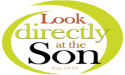 Look
directly
at the
Son